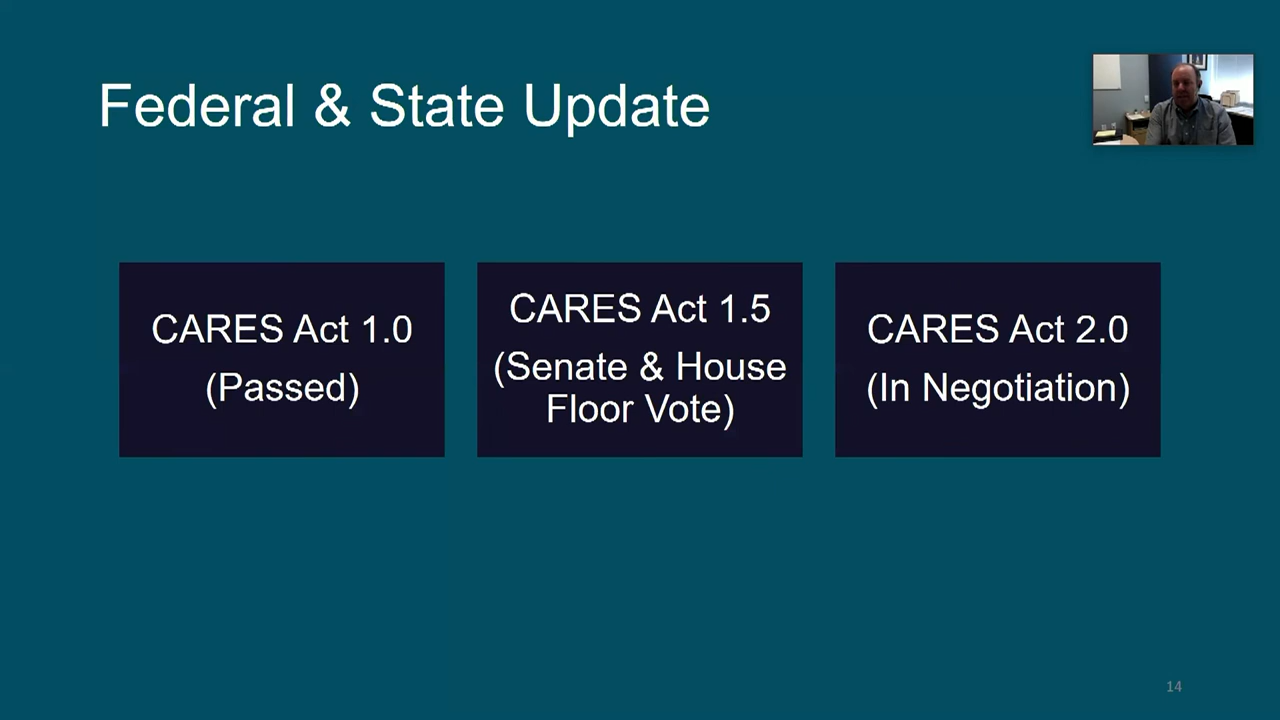 Federal & State Update
CARES Act 1.0
(Passed)
CARES Act 1.5
(Senate & House
Floor Vote)
CARES Act 2.0
(In Negotiation)
14